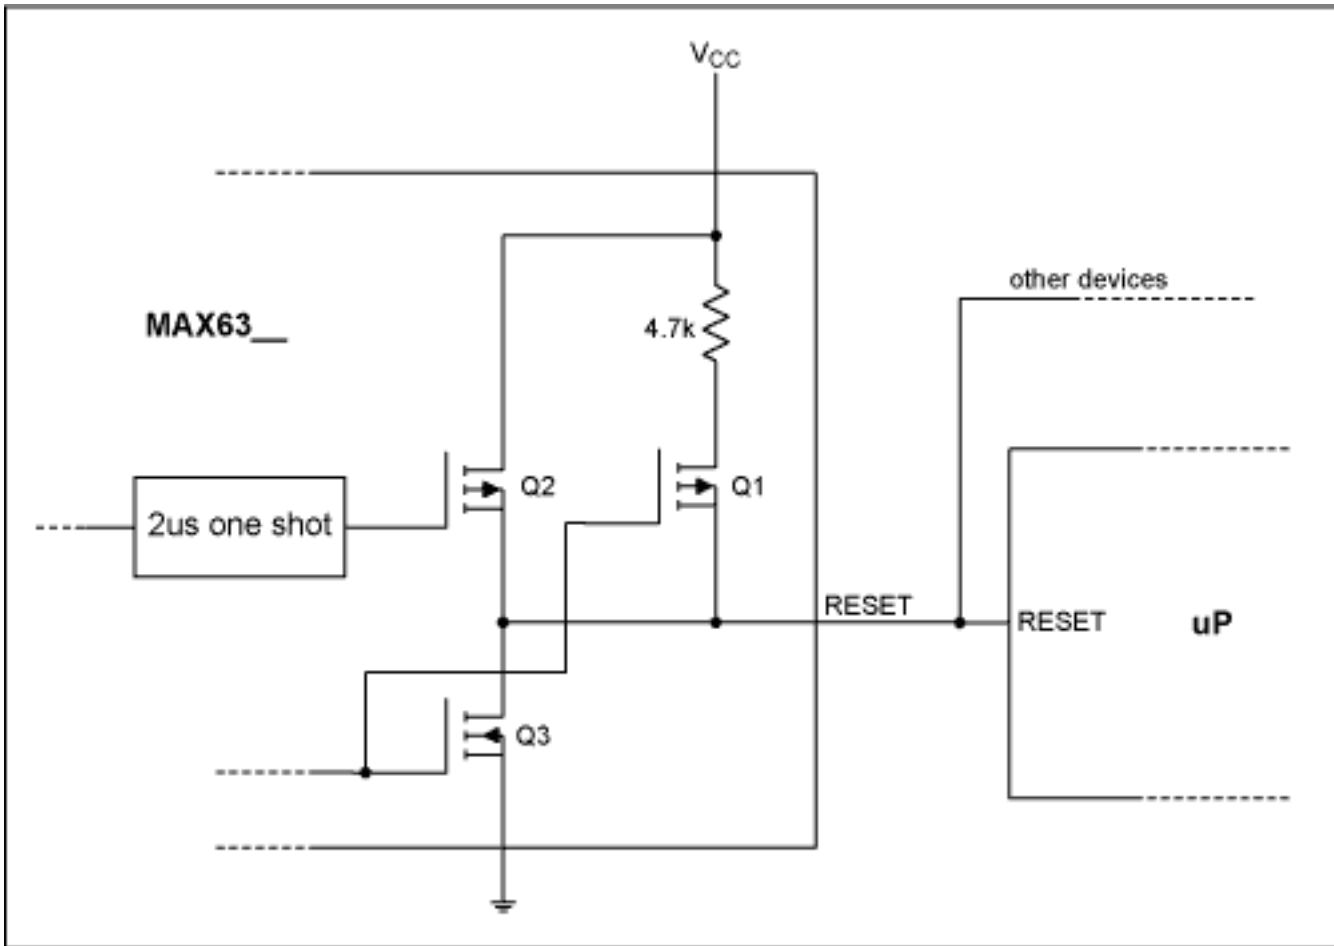 VCC
other devices
MAX63__
4.7k
Q2
Q1
2us one shot
RESET
RESET
uP
Q3